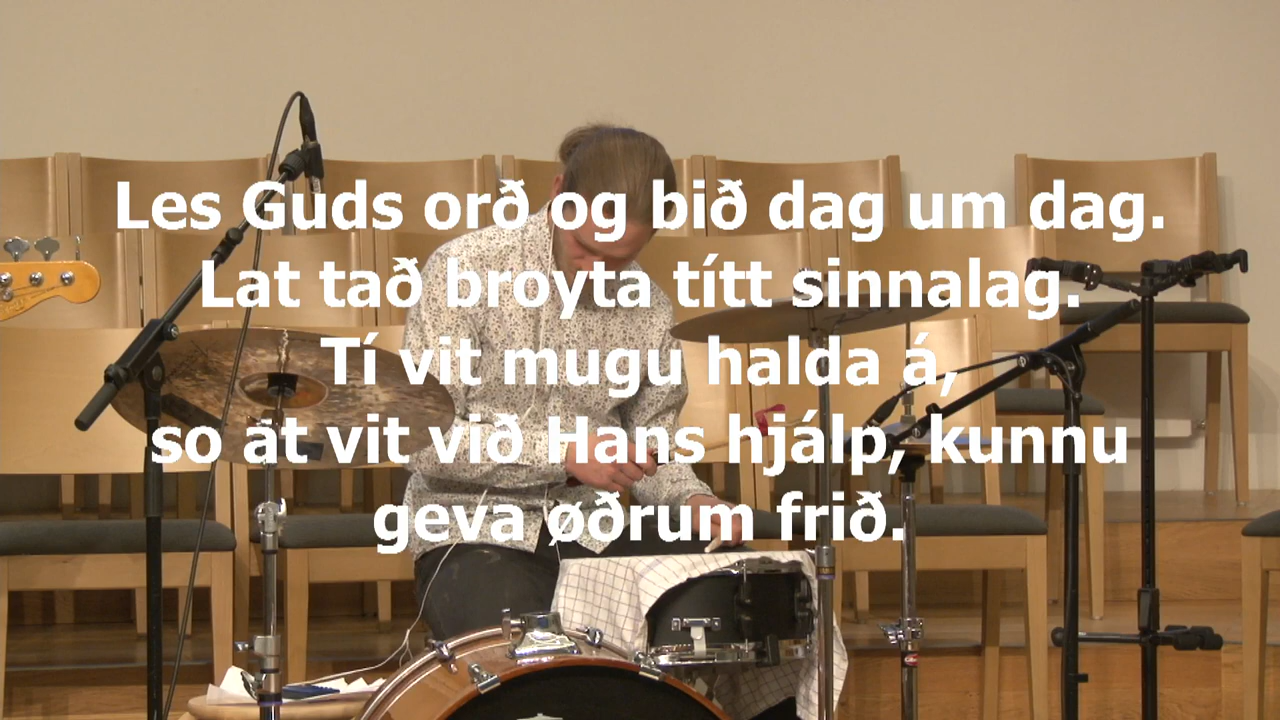 Les Guds orð og bið dag um dag.
Lat tað broyta títt sinnalag.
Tí vit mugu halda á,
so at vit við Hans hjálp, kunnu
geva øðrum frið.